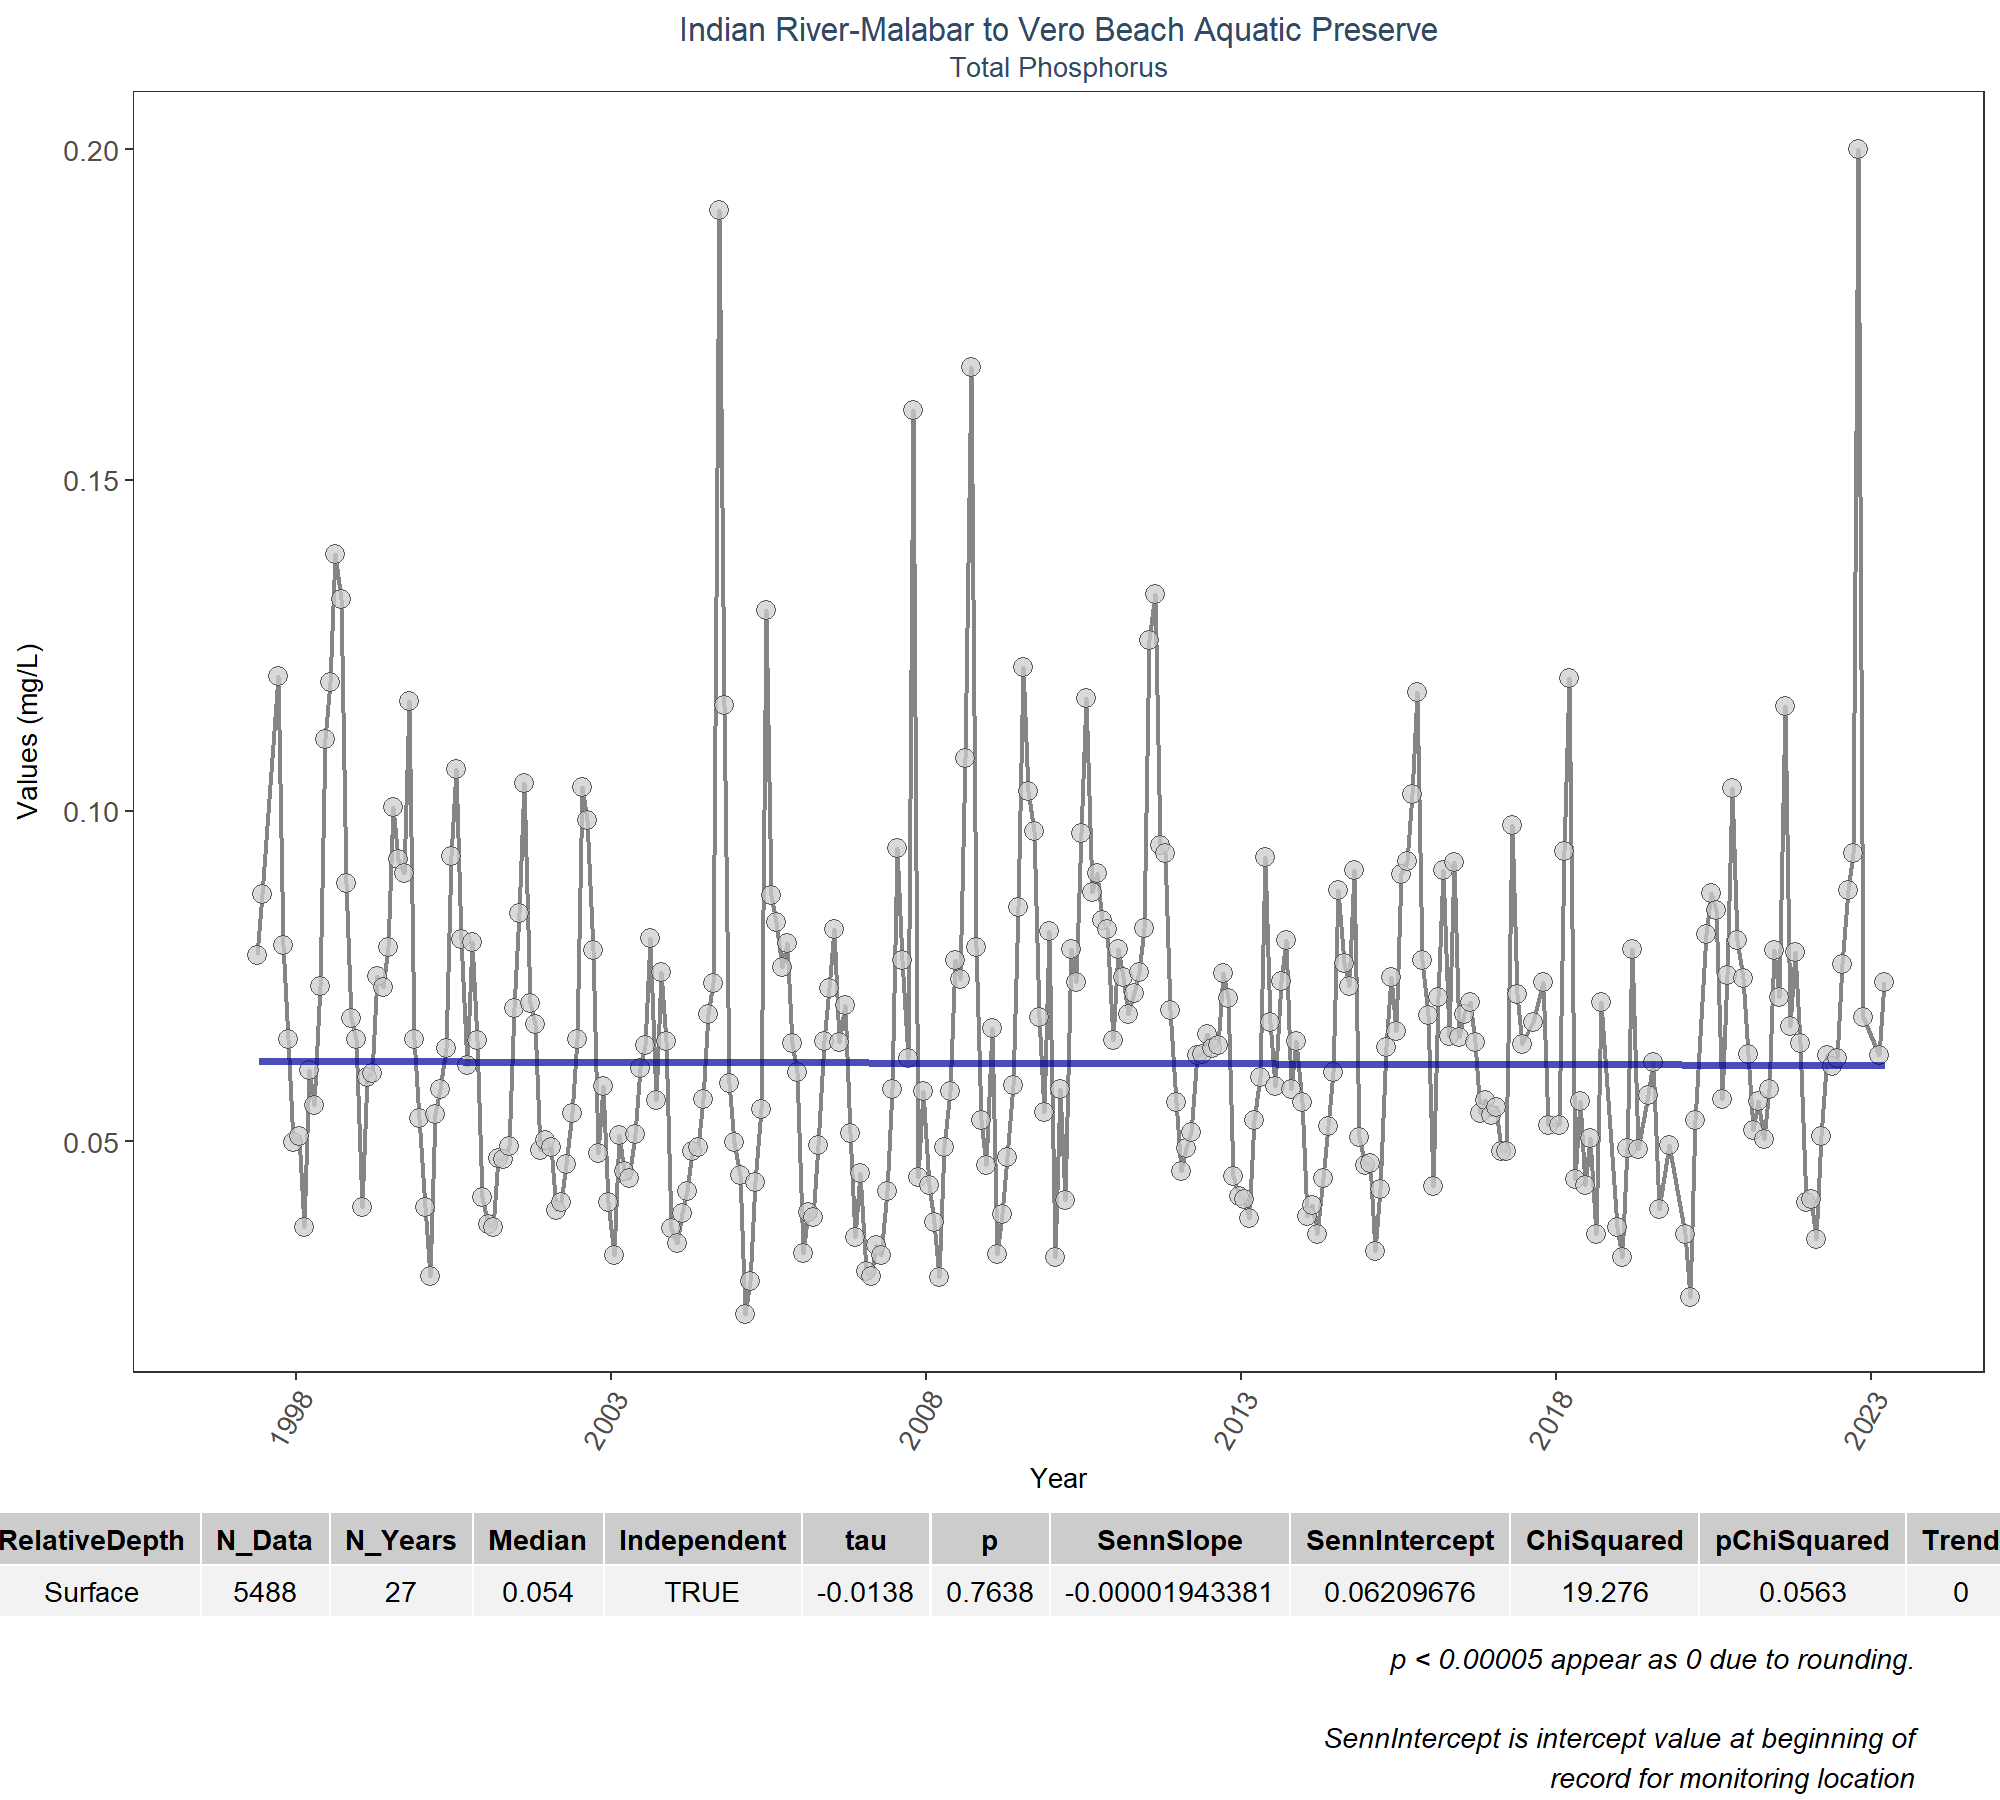 Indian River-Malabar to Vero Beach Aquatic Preserve
Total Phosphorus
0.20
0.15
0.10
0.05
Values (mg/L)
1998 2003 2008 2013 2018 2023
Year
RelativeDepth N_Data N_Years Median Independent tau p SennSlope SennIntercept ChiSquared pChiSquared Trend
Surface 5488 27 0.054 TRUE -0.0138 0.7638 -0.00001943381 0.06209676 19.276 0.0563 0
p < 0.00005 appear as 0 due to rounding.
SennIntercept is intercept value at beginning of
record for monitoring location